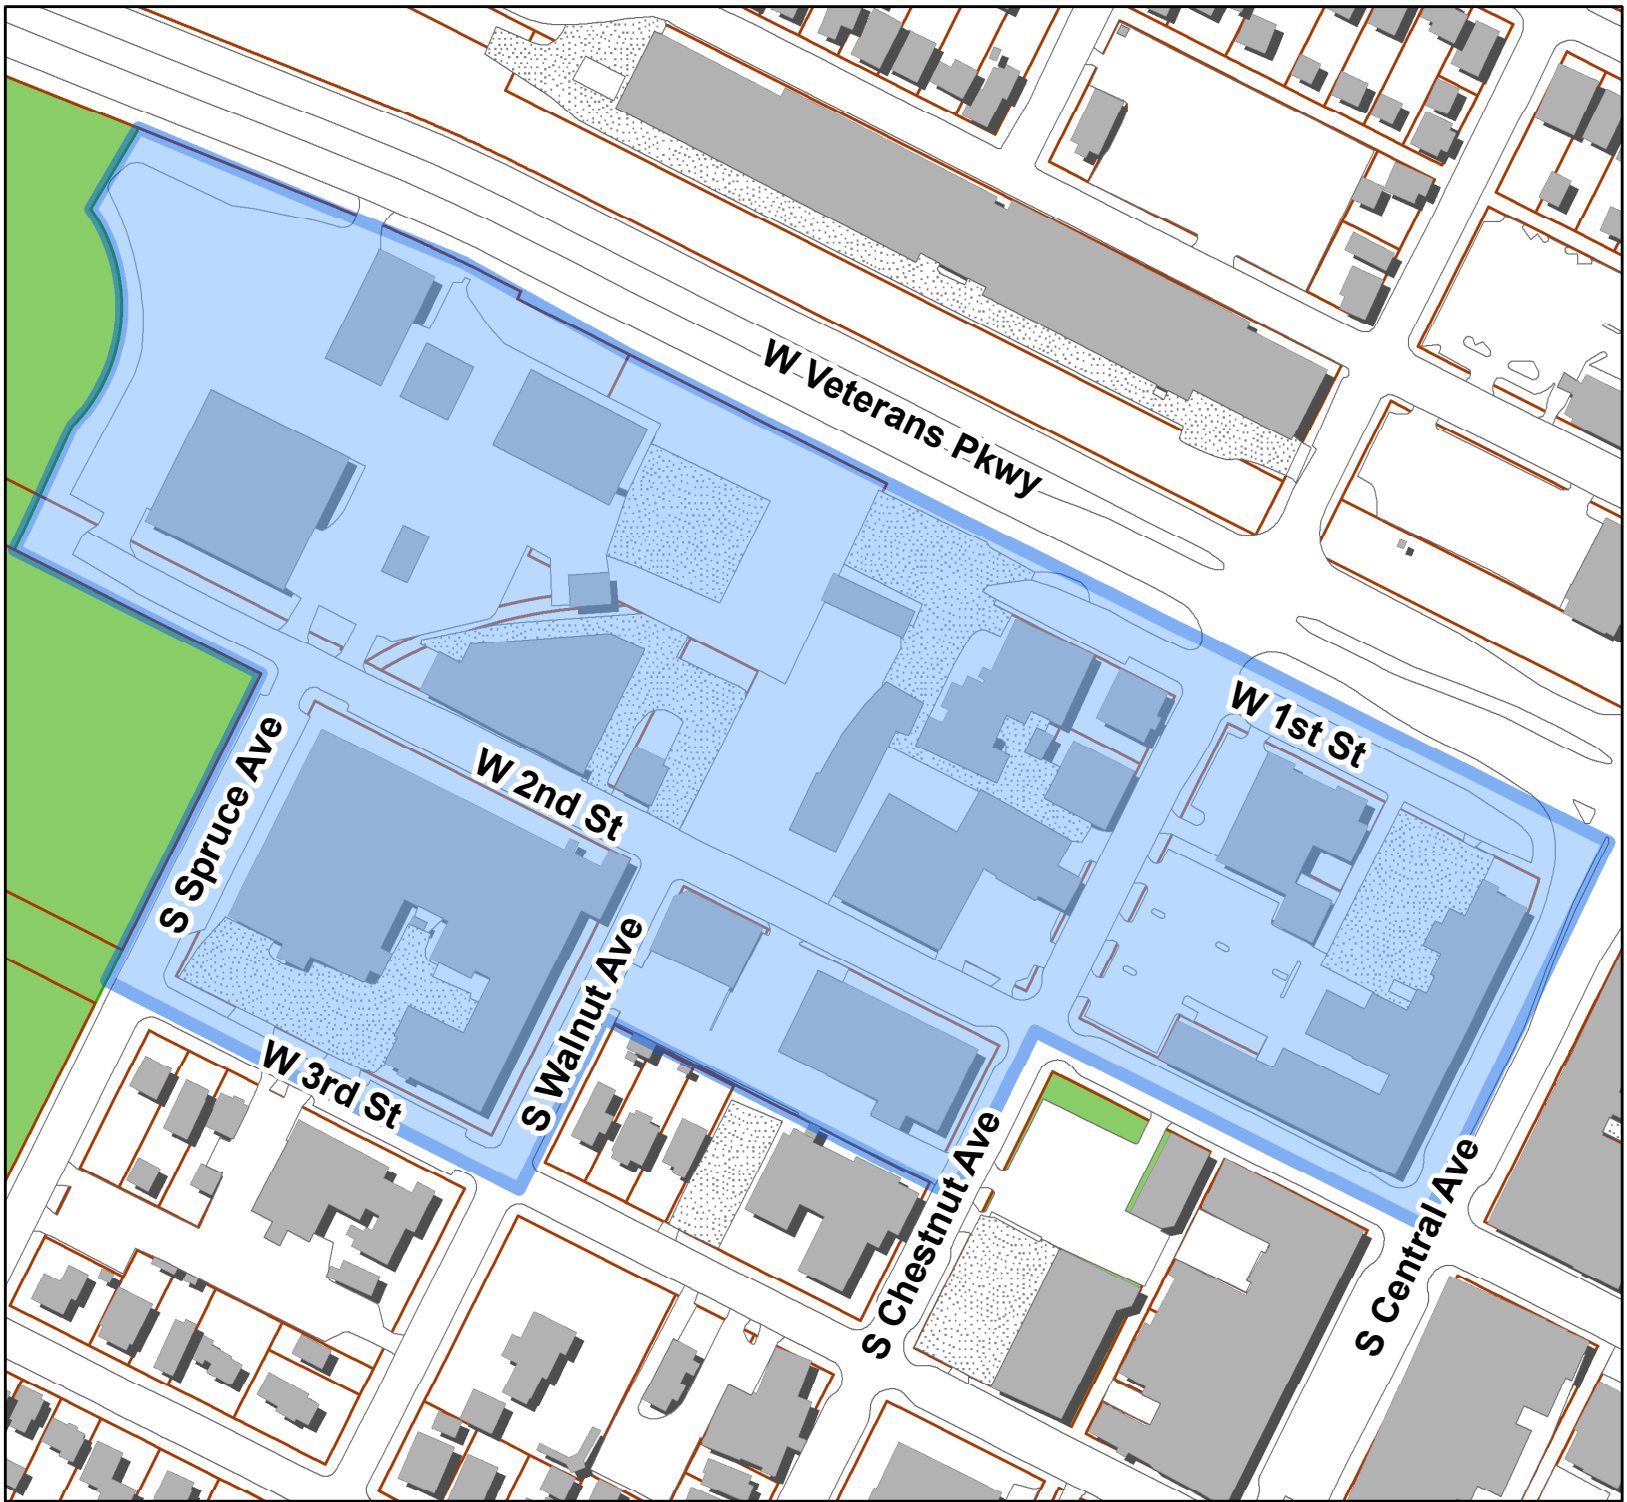 W Veterans Pkwy
W 1st St
S Spruce Ave
W 2nd St
S Walnut Ave
W 3rd St
S Chestnut Ave
S Central Ave